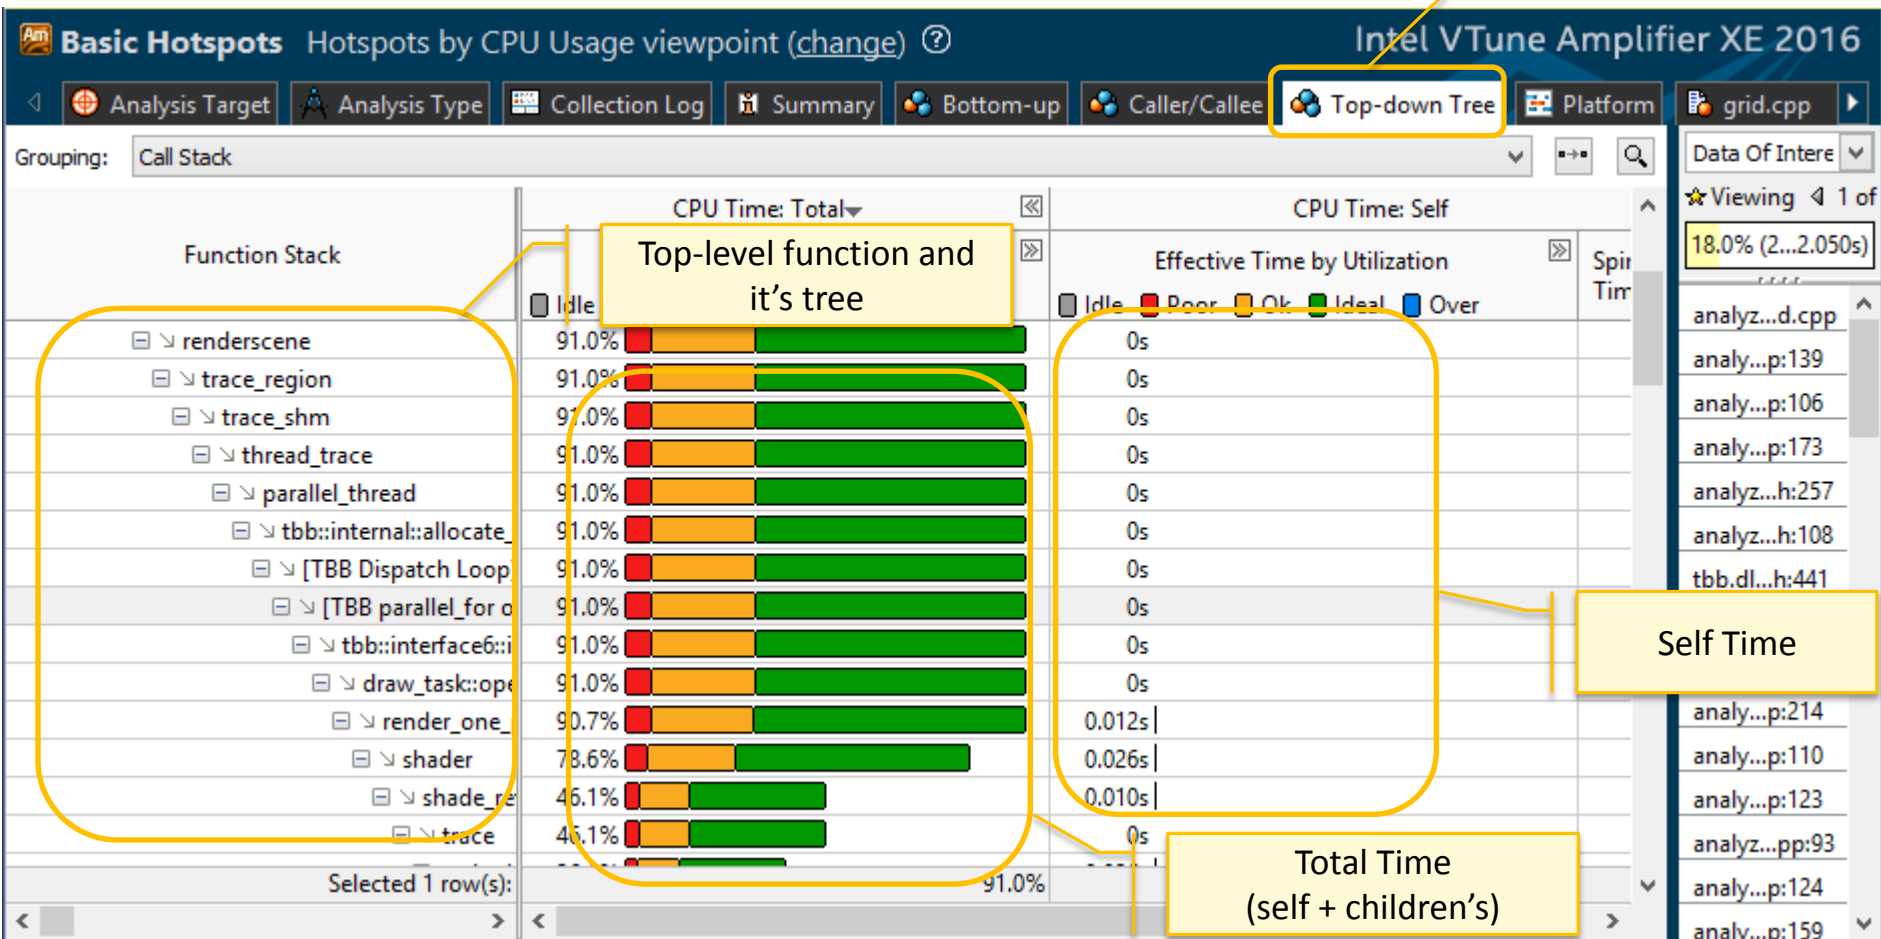 Basic Hotspots Hotspots by CPU Usage viewpoint (change) ? Intel VTune Amplifier XE 2016
Analysis Target Analysis Type Collection Log Summary Bottom-up Caller/Callee Top-down Tree Platform grid.cpp
Grouping: Call Stack Data Of Intere
Viewing 1 of
CPU Time: Total CPU Time: Self
18.0% (2...2.050s)
Function Stack
Top-level function and
it's tree
Effective Time by Utilization
Spin
Tim
Idle
Idle Poor Ok Ideal Over
renderscene 91.0% 0s
trace_region 91.0% 0s
trace_shm 91.0% 0s
thread_trace 91.0% 0s
parallel_thread 91.0% 0s
tbb::internal::allocate_ 91.0% 0s
[TBB Dispatch Loop] 91.0% 0s
[TBB parallel_for o 91.0% 0s
tbb::interface6::i 91.0% 0s
draw_task::ope 91.0% 0s
render_one_ 90.7% 0.012s
shader 78.6% 0.026s
shade_re 46.1% 0.010s
trace 46.1% 0s
Selected 1 row(s): 91.0%
Self Time
Total Time
(self + children's)
analyz...d.cpp
analy...p:139
analy...p:106
analy...p:173
analyz...h:257
analyz...h:108
tbb.dl...h:441
analy...p:214
analy...p:110
analy...p:123
analyz...pp:93
analy...p:124
analy...p:159